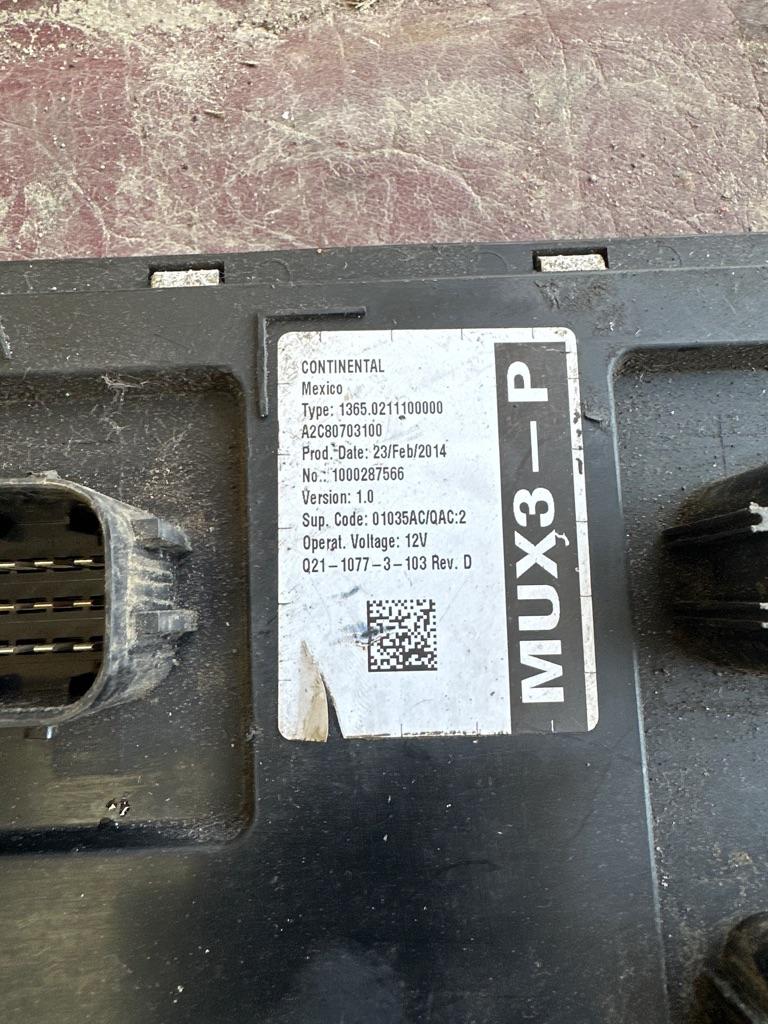 CONTINENTAL
Mexico
Type: 1365.0211100000
A2C80703100
Prod.-Date: 23/Feb/2014
No.: 1000287566
Version: 1.0
Sup. Code: 01035AC/QAC:2
Operat. Voltage: 12V
Q21-1077-3-103 Rev. D
MUX3-P